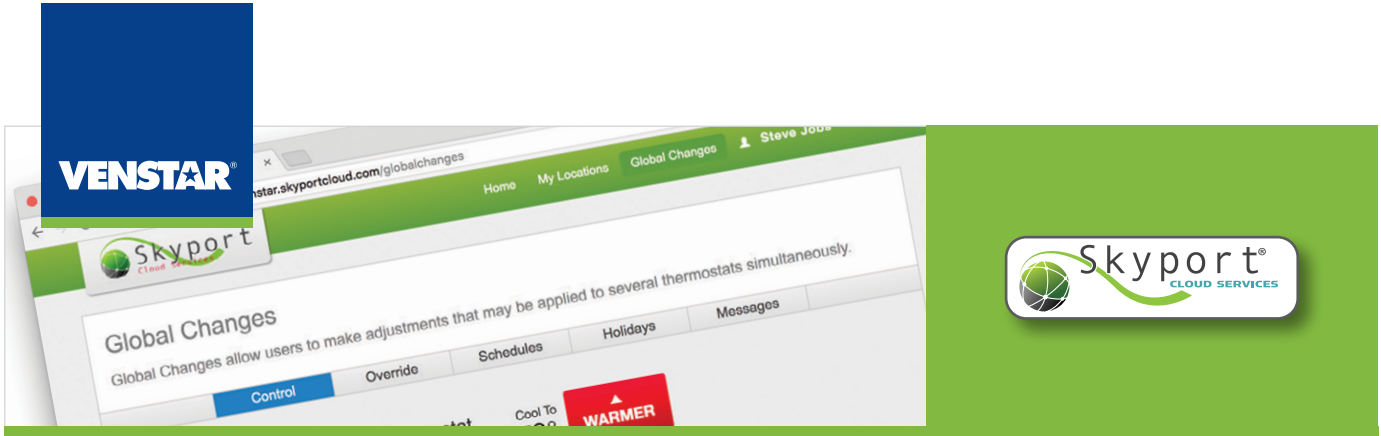 VENSTAR®
nstar.skyportcloud.com/globalchanges
Home My Locations Global Changes Steve Jobs
Skyport
Cloud Services
Global Changes
Global Changes allow users to make adjustments that may be applied to several thermostats simultaneously.
Control Override Schedules Holidays Messages
Cool To
WARMER
Skyport®
CLOUD SERVICES